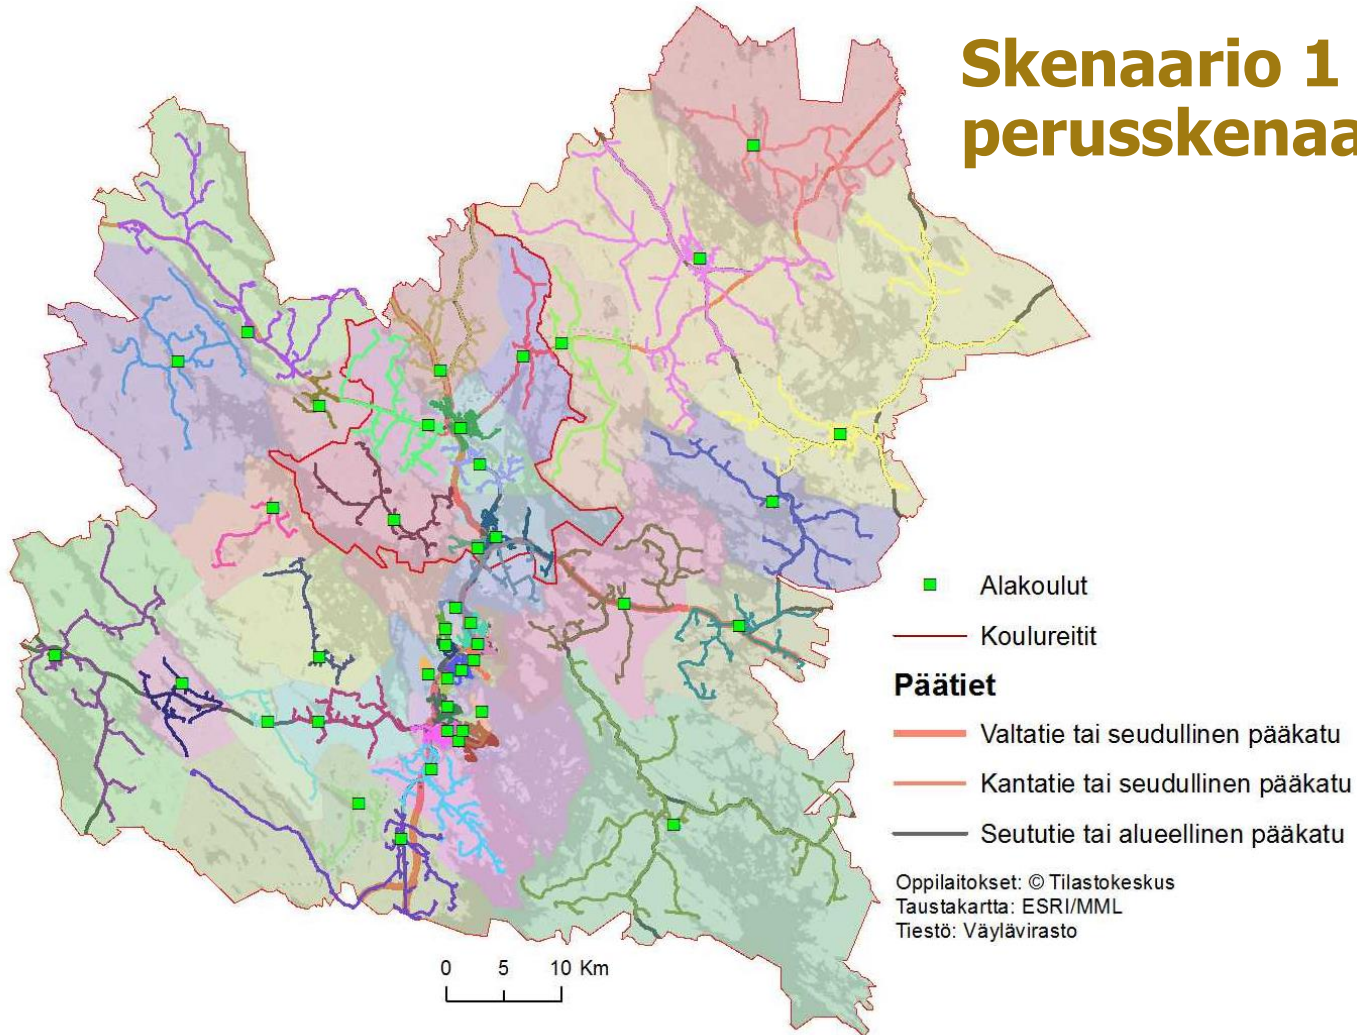 Skenaario 1
perusskenaa
Alakoulut
Koulureitit
Päätiet
Valtatie tai seudullinen pääkatu
Kantatie tai seudullinen pääkatu
Seututie tai alueellinen pääkatu
Oppilaitokset: © Tilastokeskus
Taustakartta: ESRI/MML
Tiestö: Väylävirasto
0 5 10 Km